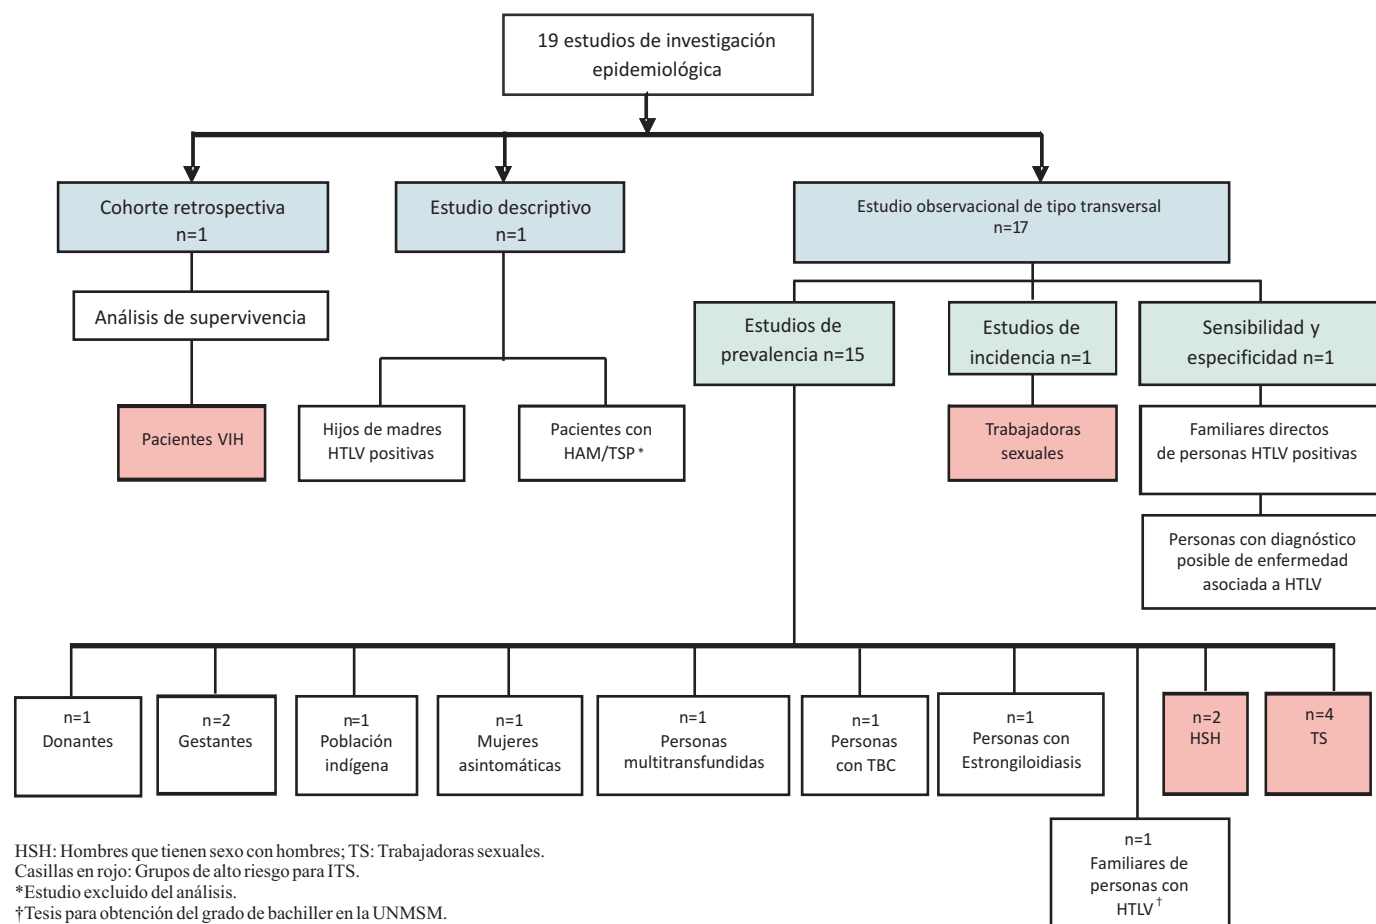 19 estudios de investigación
epidemiológica
Cohorte retrospectiva
n=1
Estudio descriptivo
n=1
Estudio observacional de tipo transversal
n=17
Análisis de supervivencia
Estudios de
prevalencia n=15
Estudios de
incidencia n=1
Sensibilidad y
especificidad n=1
Pacientes VIH
Hijos de madres
HTLV positivas
Pacientes con
HAM/TSP *
Trabajadoras
sexuales
Familiares directos
de personas HTLV positivas
Personas con diagnóstico
posible de enfermedad
asociada a HTLV
n=1
Donantes
n=2
Gestantes
n=1
Población
indígena
n=1
Mujeres
asintomáticas
n=1
Personas
multitransfundidas
n=1
Personas
con TBC
n=1
Personas con
Estrongiloidiasis
n=2
HSH
n=4
TS
n=1
Familiares de
personas con
HTLV †
HSH: Hombres que tienen sexo con hombres; TS: Trabajadoras sexuales.
Casillas en rojo: Grupos de alto riesgo para ITS.
*Estudio excluido del análisis.
†Tesis para obtención del grado de bachiller en la UNMSM.